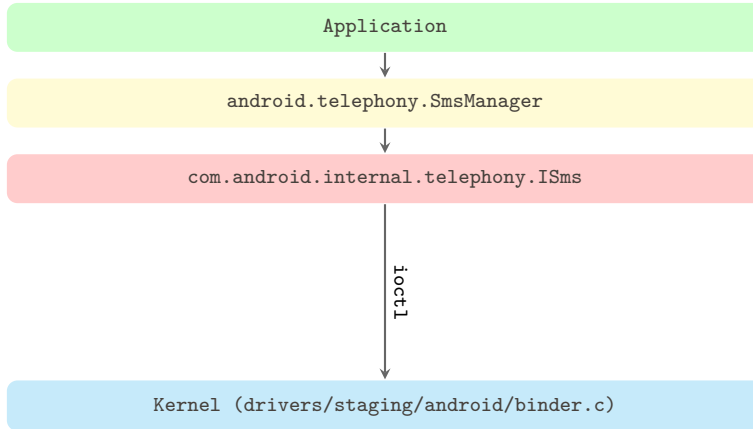 Application
android.telephony.SmsManager
com.android.internal.telephony.ISms
ioctl
Kernel (drivers/staging/android/binder.c)